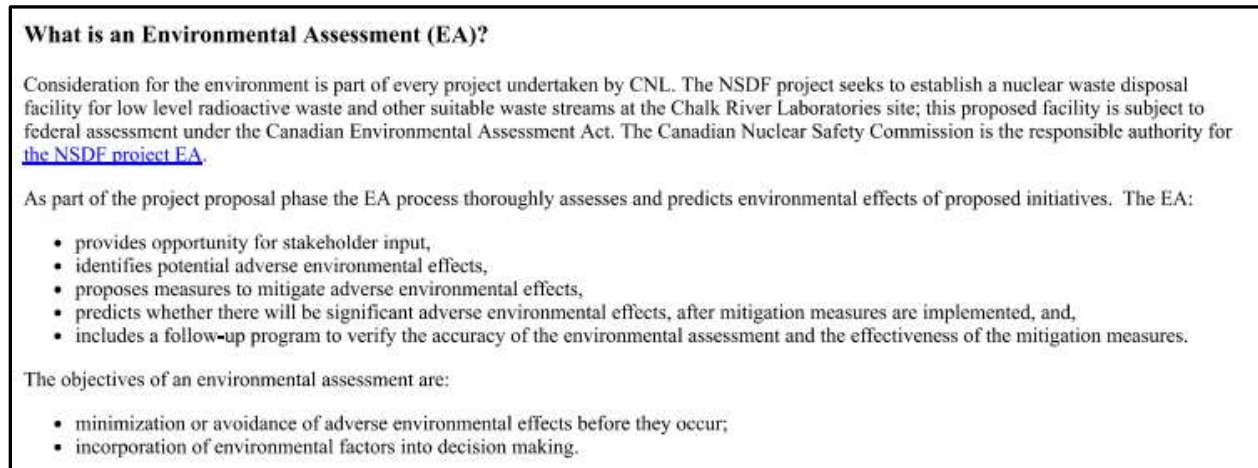 What is an Environmental Assessment (EA)?
Consideration for the environment is part of every project undertaken by CNL. The NSDF project seeks to establish a nuclear waste disposal
facility for low level radioactive waste and other suitable waste streams at the Chalk River Laboratories site; this proposed facility is subject to
federal assessment under the Canadian Environmental Assessment Act. The Canadian Nuclear Safety Commission is the responsible authority for
the NSDF project EA.
As part of the project proposal phase the EA process thoroughly assesses and predicts environmental effects of proposed initiatives.  The EA:
• provides opportunity for stakeholder input,
• identifies potential adverse environmental effects,
• proposes measures to mitigate adverse environmental effects,
• predicts whether there will be significant adverse environmental effects, after mitigation measures are implemented, and,
• includes a follow-up program to verify the accuracy of the environmental assessment and the effectiveness of the mitigation measures.
The objectives of an environmental assessment are:
• minimization or avoidance of adverse environmental effects before they occur;
• incorporation of environmental factors into decision making.